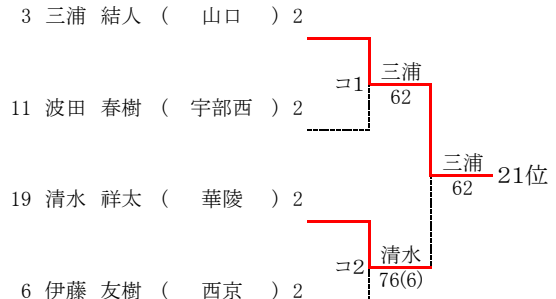 3 三浦 結人 ( 山口 ) 2
三浦
コ1
62
11 波田 春樹 ( 宇部西 ) 2
三浦
21位
62
19 清水 祥太 ( 華陵 ) 2
清水
コ2
76(6)
6 伊藤 友樹 ( 西京 ) 2